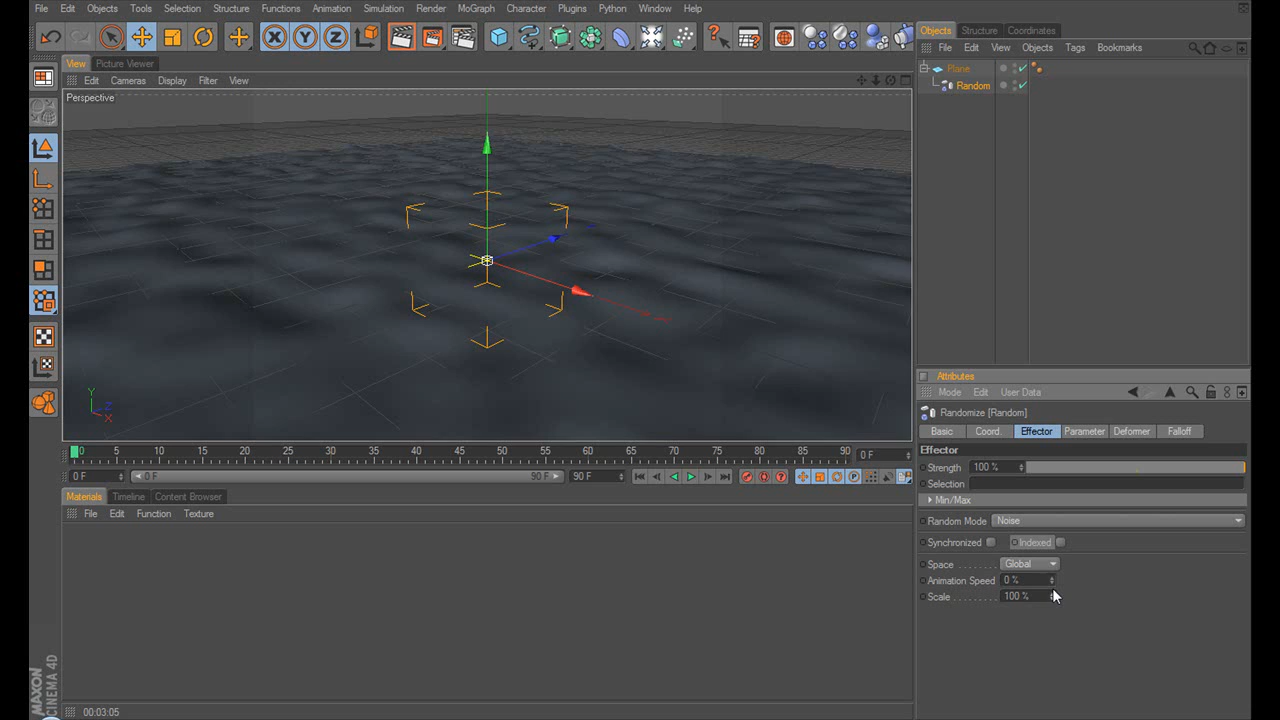 File Edit Objects Tools Selection Structure Functions Animation Simulation Render MoGraph Character Plugins Python Window Help
Objects Structure Coordinates
File Edit View Objects Tags Bookmarks
View Picture Viewer
Edit Cameras Display Filter View
Perspective
Plane
Random
Y
Z
X
Attributes
Mode Edit User Data
Randomize [Random]
Basic Coord. Effector Parameter Deformer Falloff
Effector
Strength 100 %
Selection
Min/Max
Random Mode Noise
Synchronized Indexed
Space Global
Animation Speed 0 %
Scale 100 %
0 5 10 15 20 25 30 35 40 45 50 55 60 65 70 75 80 85 90 0 F
0 F 0 F 90 F 90 F
Materials Timeline Content Browser
File Edit Function Texture
MAXON
CINEMA 4D
00:03:05